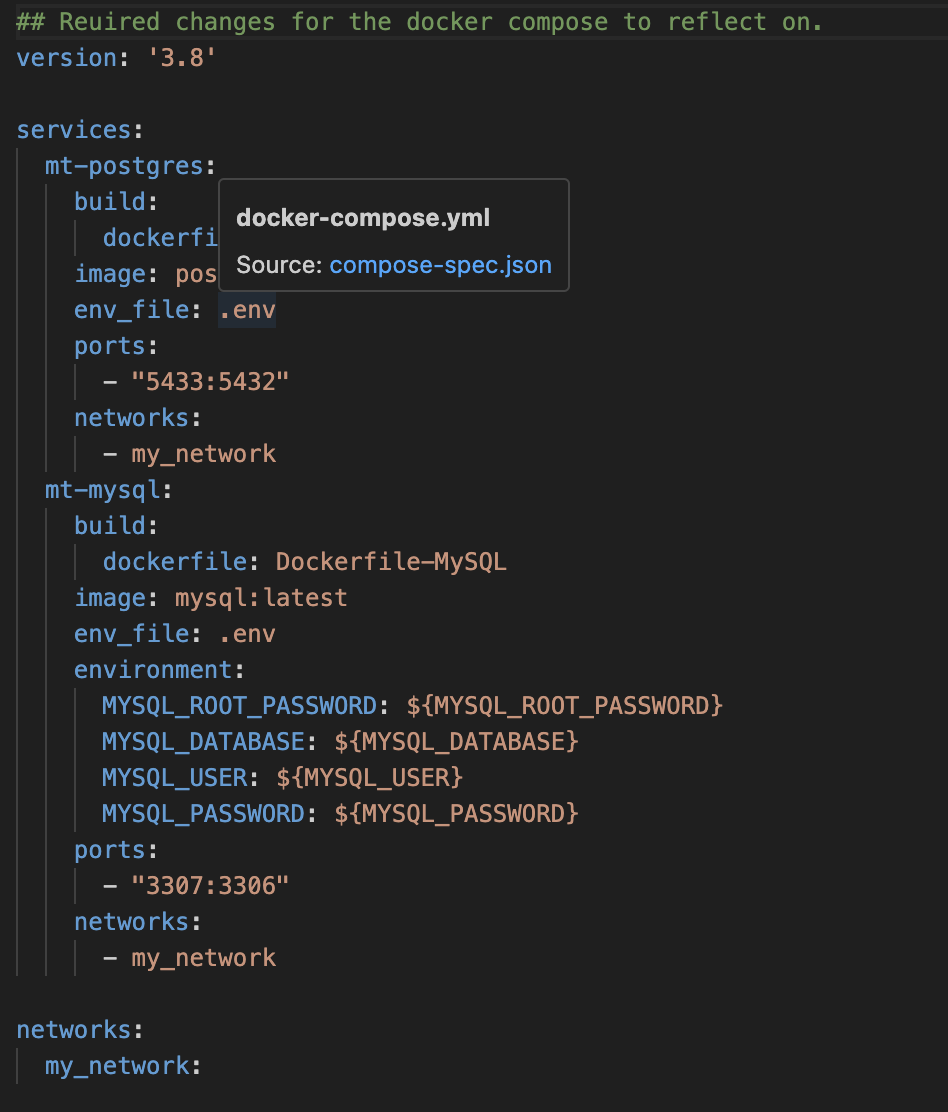 ## Reuired changes for the docker compose to reflect on.
version: '3.8'
services:
mt-postgres:
build:
docker-compose.yml
dockerfi
Source: compose-spec.json
image: pos
env_file: .env
ports:
- "5433:5432"
networks:
- my_network
mt-mysql:
build:
dockerfile: Dockerfile-MySQL
image: mysql:latest
env_file: .env
environment:
MYSQL_ROOT_PASSWORD: ${MYSQL_ROOT_PASSWORD}
MYSQL_DATABASE: ${MYSQL_DATABASE}
MYSQL_USER: ${MYSQL_USER}
MYSQL_PASSWORD: ${MYSQL_PASSWORD}
ports:
- "3307:3306"
networks:
- my_network
networks:
my_network: